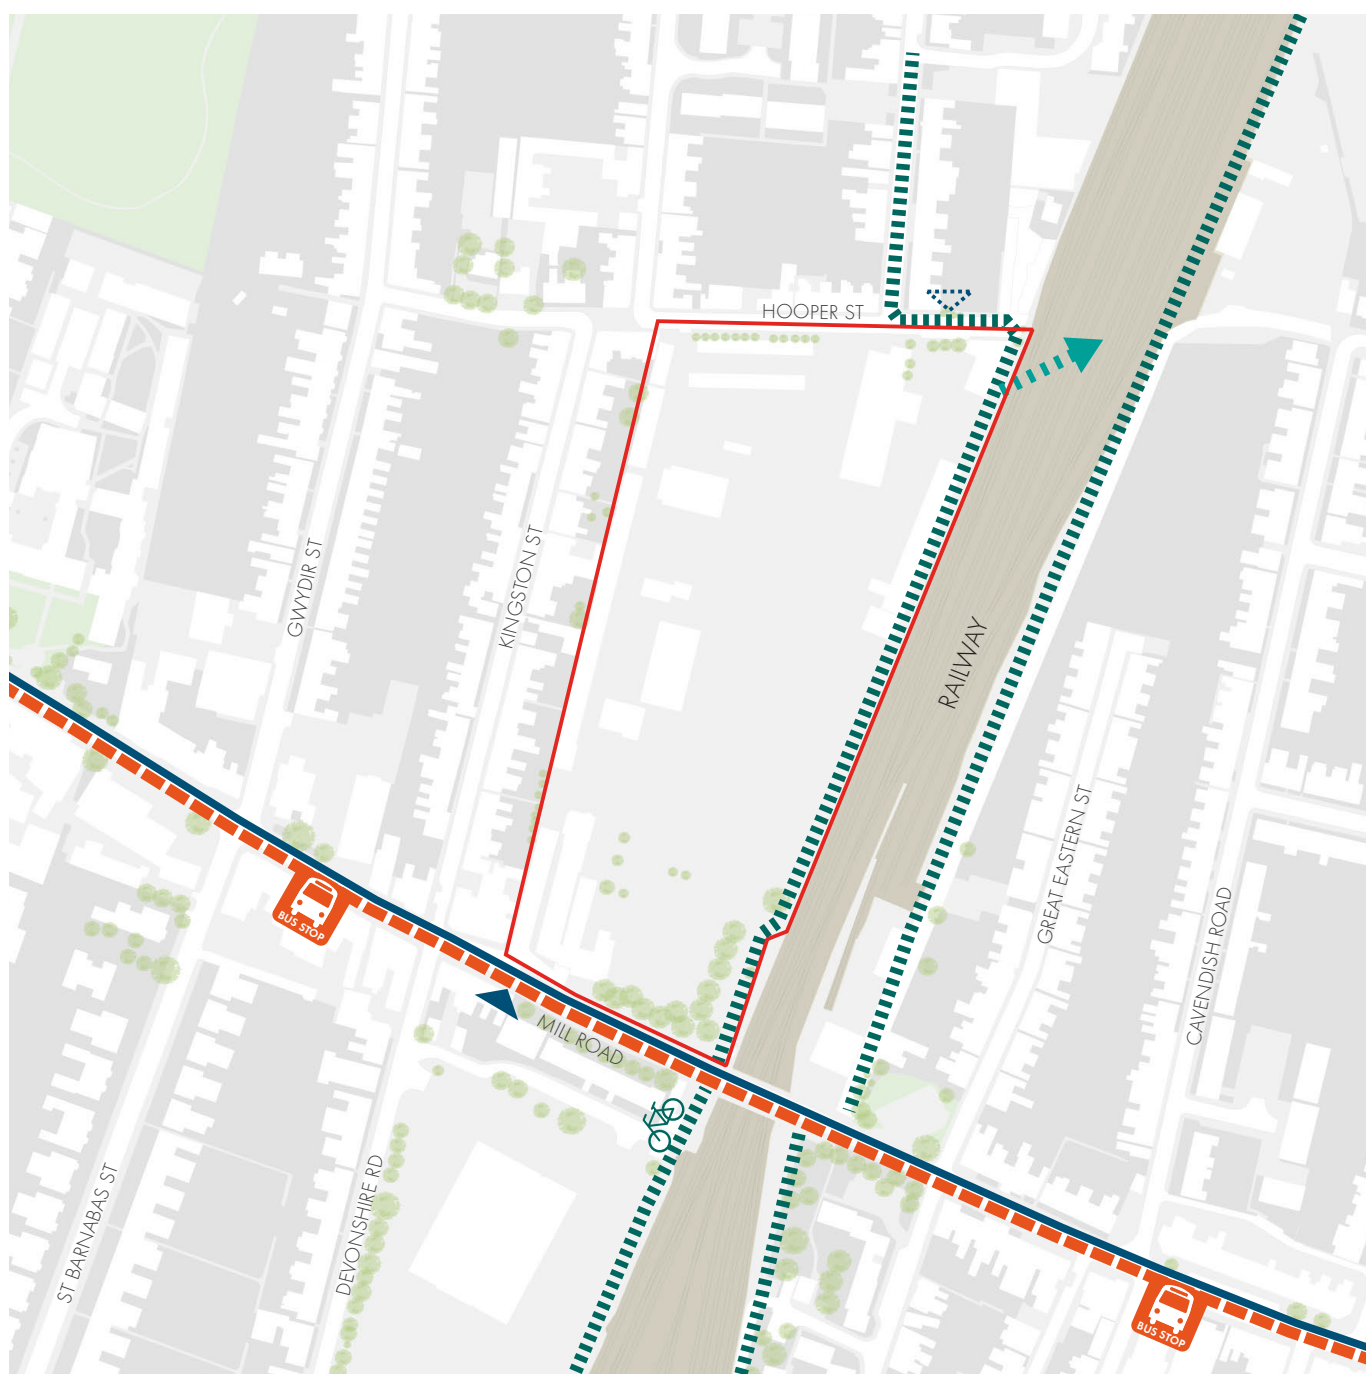 HOOPER ST
GWYDIR ST
KINGSTON ST
RAILWAY
GREAT EASTERN ST
CAVENDISH ROAD
BUS STOP
MILL ROAD
ST BARNABAS ST
DEVONSHIRE RD
BUS STOP